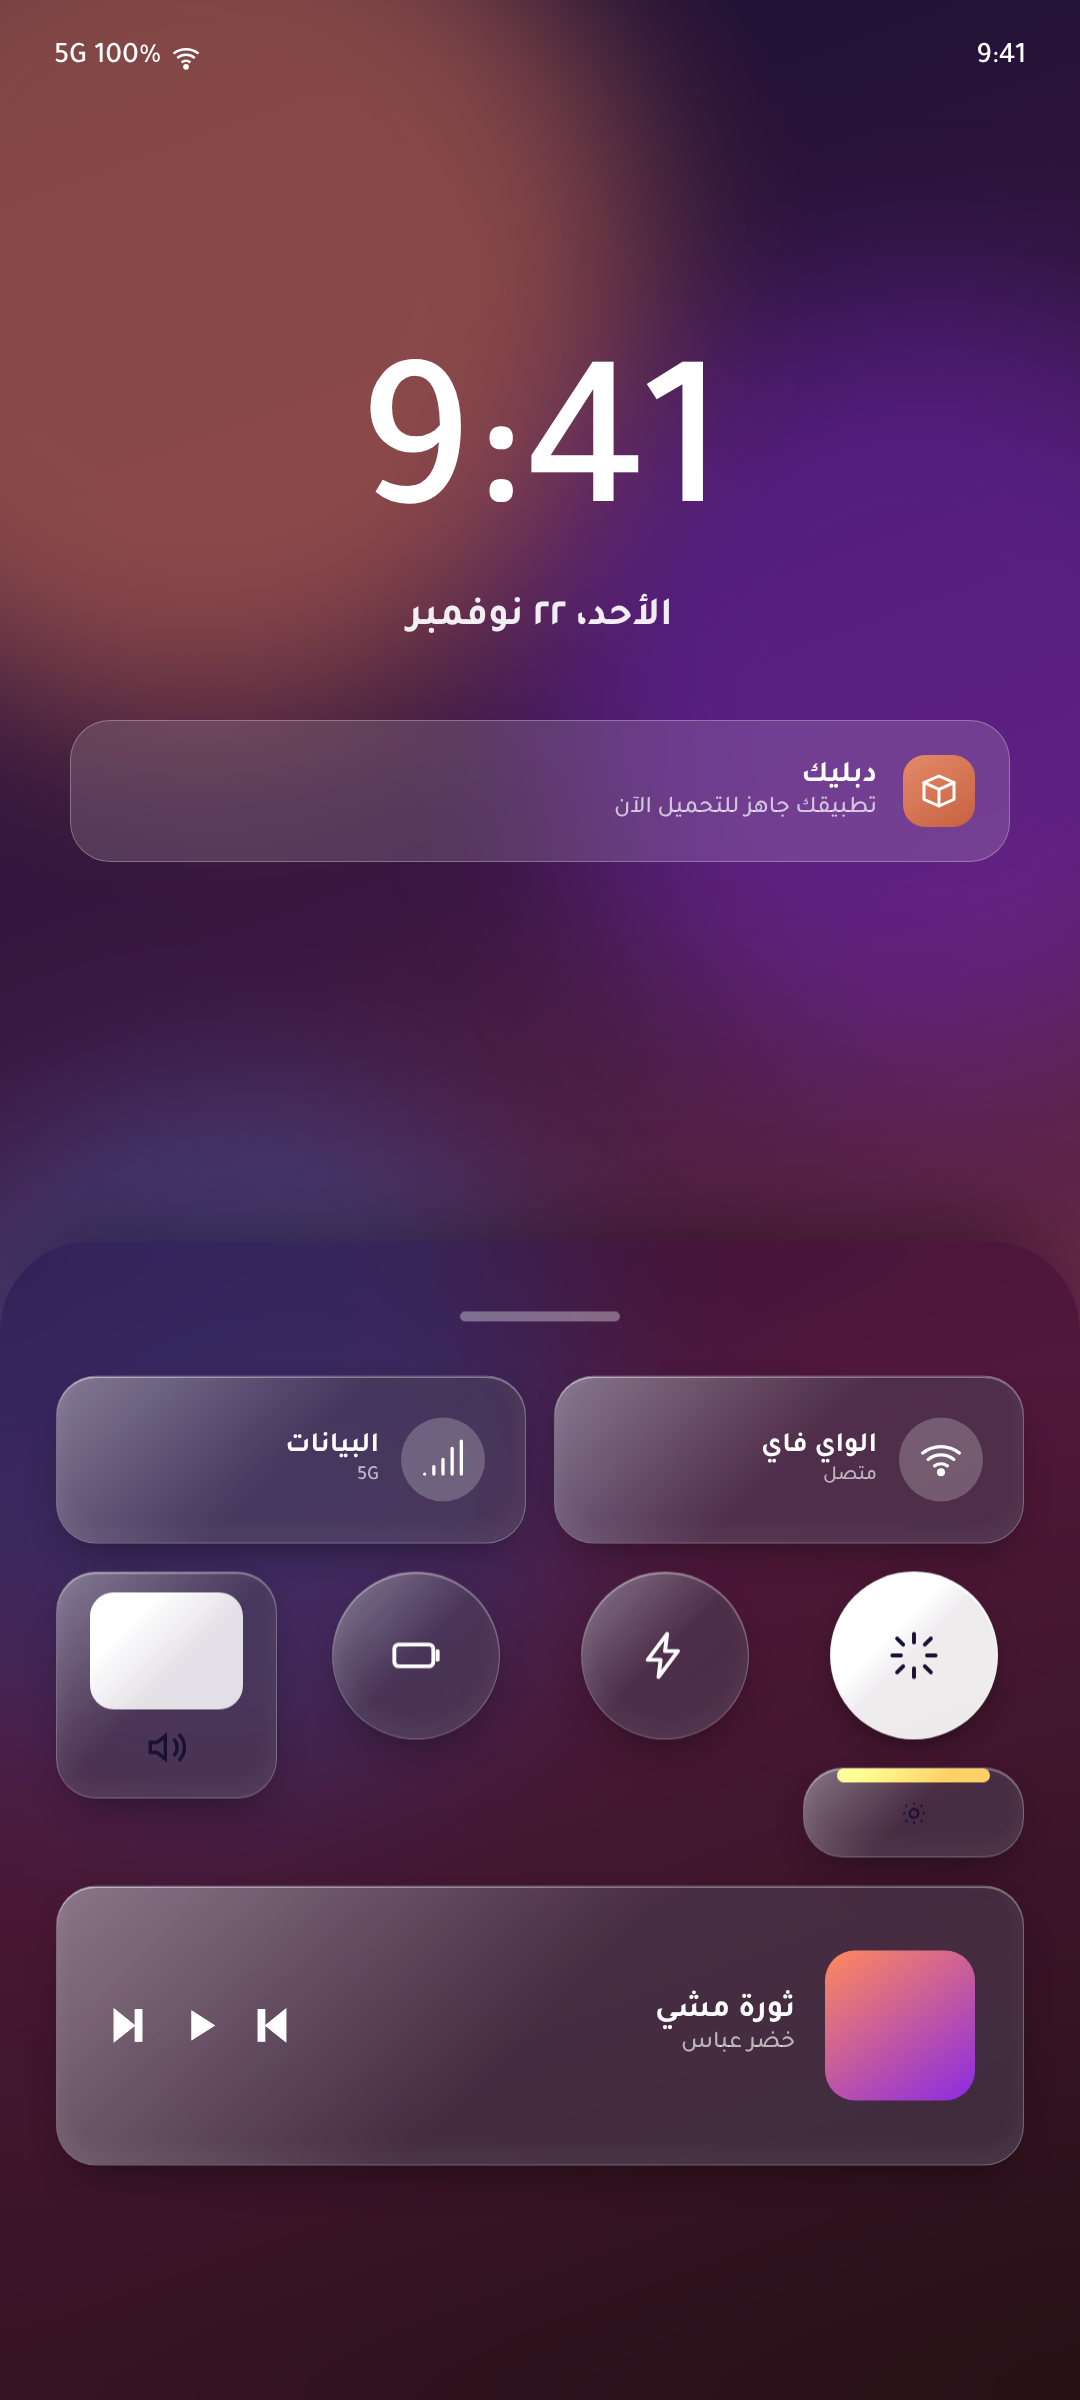 9:41
5G 100%
9:41
الأحد، ٢٢ نوفمبر
دبليك
تطبيقك جاهز للتحميل الآن
الواي فاي
متصل
البيانات
5G
ثورة مشي
خضر عباس